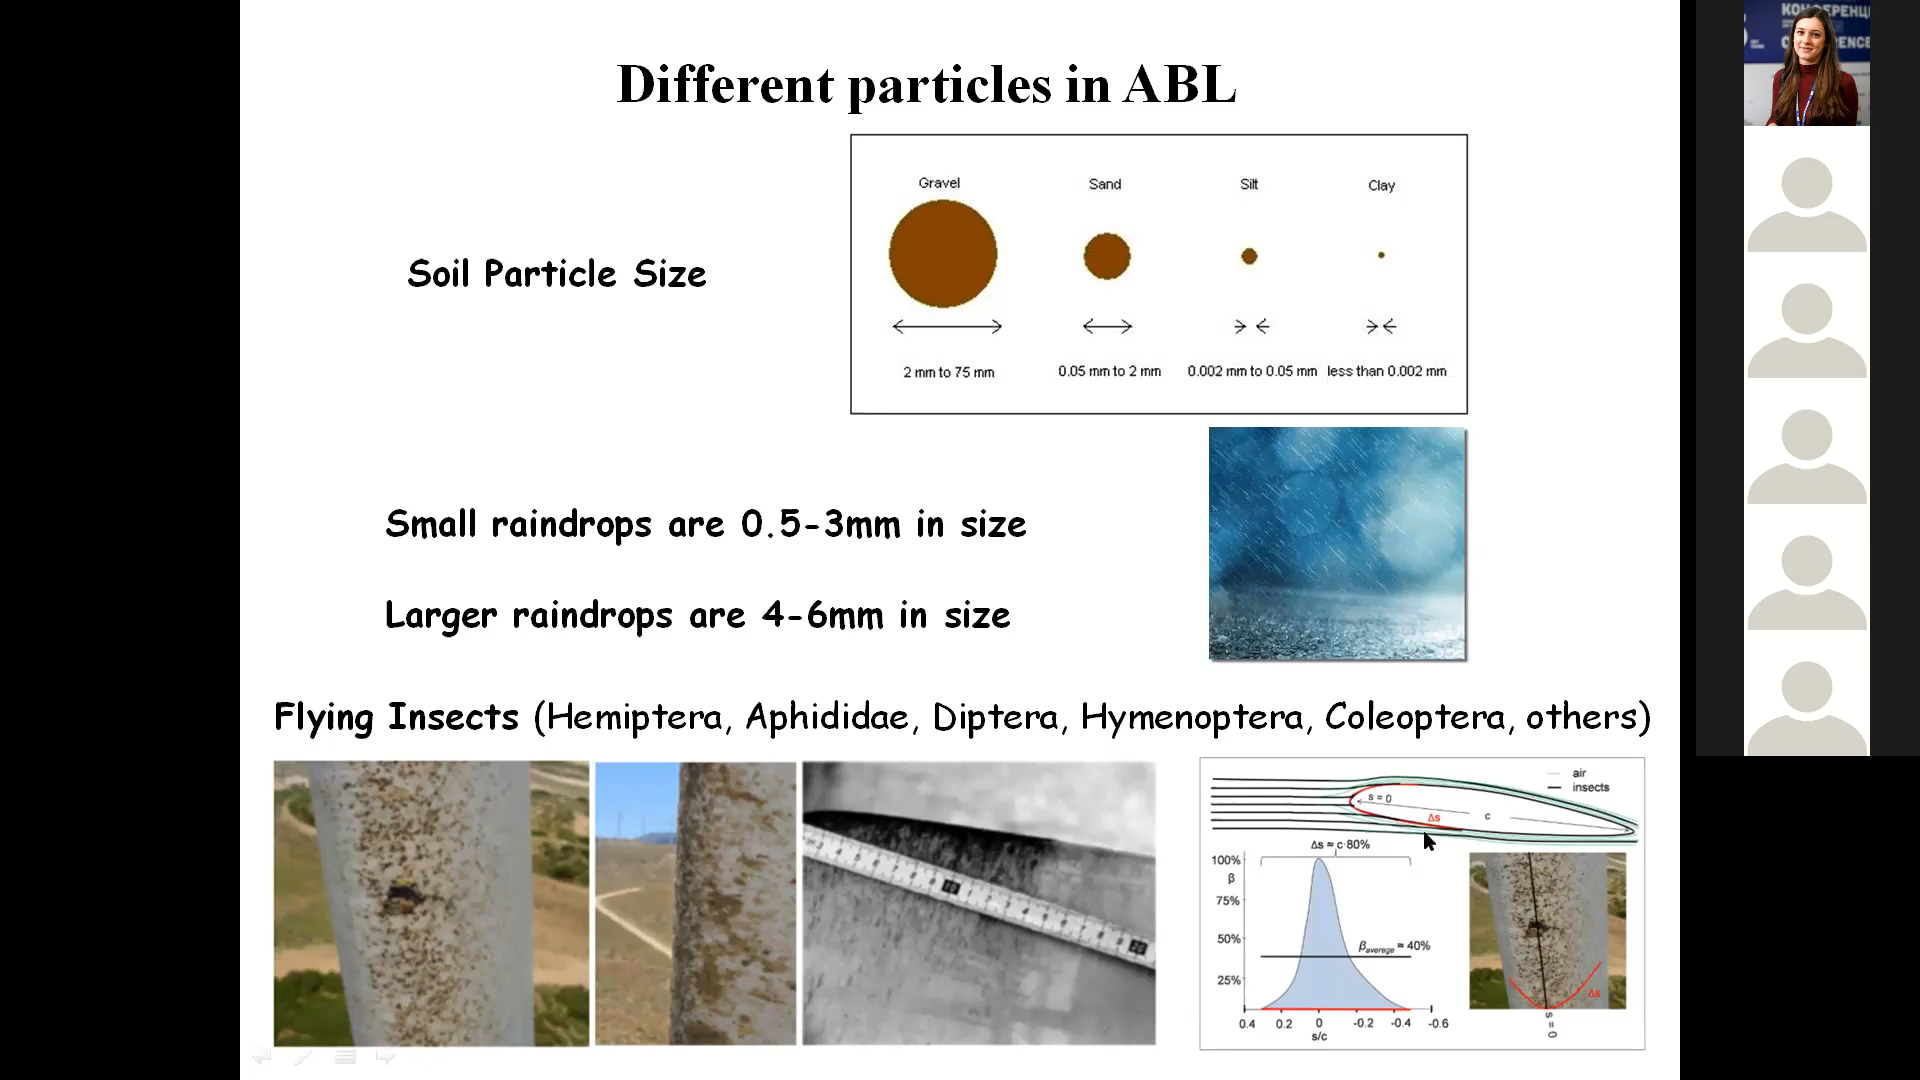 Different particles in ABL
КОНФЕРЕНЦ
CONFERENCE
Gravel Sand Silt Clay
Soil Particle Size
2 mm to 75 mm 0.05 mm to 2 mm 0.002 mm to 0.05 mm less than 0.002 mm
Small raindrops are 0.5-3mm in size
Larger raindrops are 4-6mm in size
Flying Insects (Hemiptera, Aphididae, Diptera, Hymenoptera, Coleoptera, others)
air
insects
s = 0
Δs
c
Δs ≈ c·80%
100%
β
75%
50%
βaverage ≈ 40%
25%
0.4 0.2 0 -0.2 -0.4 -0.6
s/c
Δs
s = 0